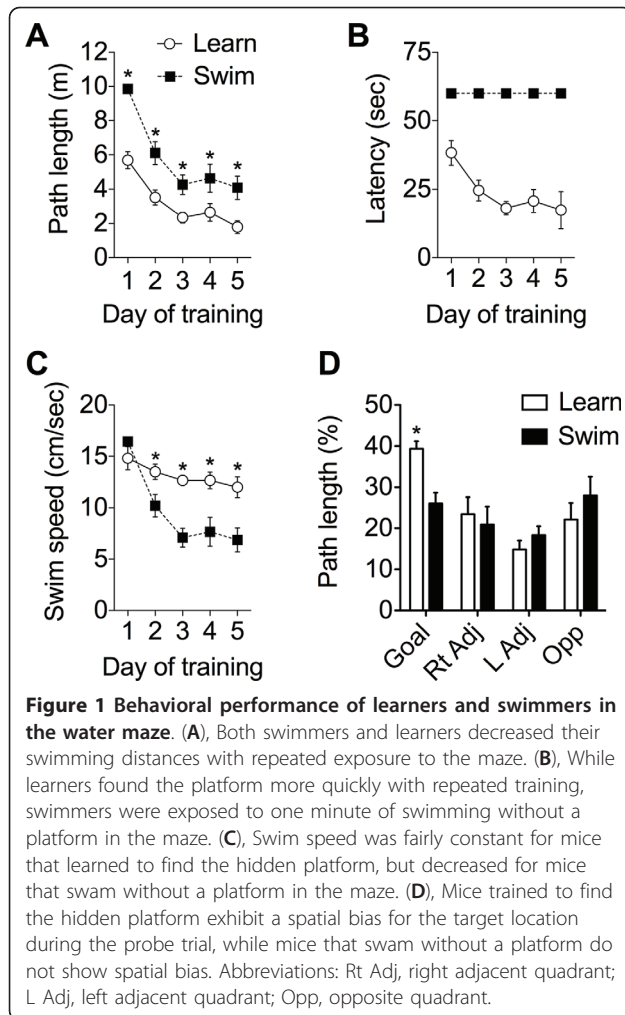 A
Learn
Swim
Path length (m)
12
10
8
6
4
2
0
* * * * *
1 2 3 4 5
Day of training
B
Latency (sec)
75
50
25
0
1 2 3 4 5
Day of training
C
Swim speed (cm/sec)
20
15
10
5
0
* * * *
1 2 3 4 5
Day of training
D
Learn
Swim
Path length (%)
50
40
30
20
10
0
*
Goal
Rt Adj
L Adj
Opp
Figure 1 Behavioral performance of learners and swimmers in
the water maze. (A), Both swimmers and learners decreased their
swimming distances with repeated exposure to the maze. (B), While
learners found the platform more quickly with repeated training,
swimmers were exposed to one minute of swimming without a
platform in the maze. (C), Swim speed was fairly constant for mice
that learned to find the hidden platform, but decreased for mice
that swam without a platform in the maze. (D), Mice trained to find
the hidden platform exhibit a spatial bias for the target location
during the probe trial, while mice that swam without a platform do
not show spatial bias. Abbreviations: Rt Adj, right adjacent quadrant;
L Adj, left adjacent quadrant; Opp, opposite quadrant.